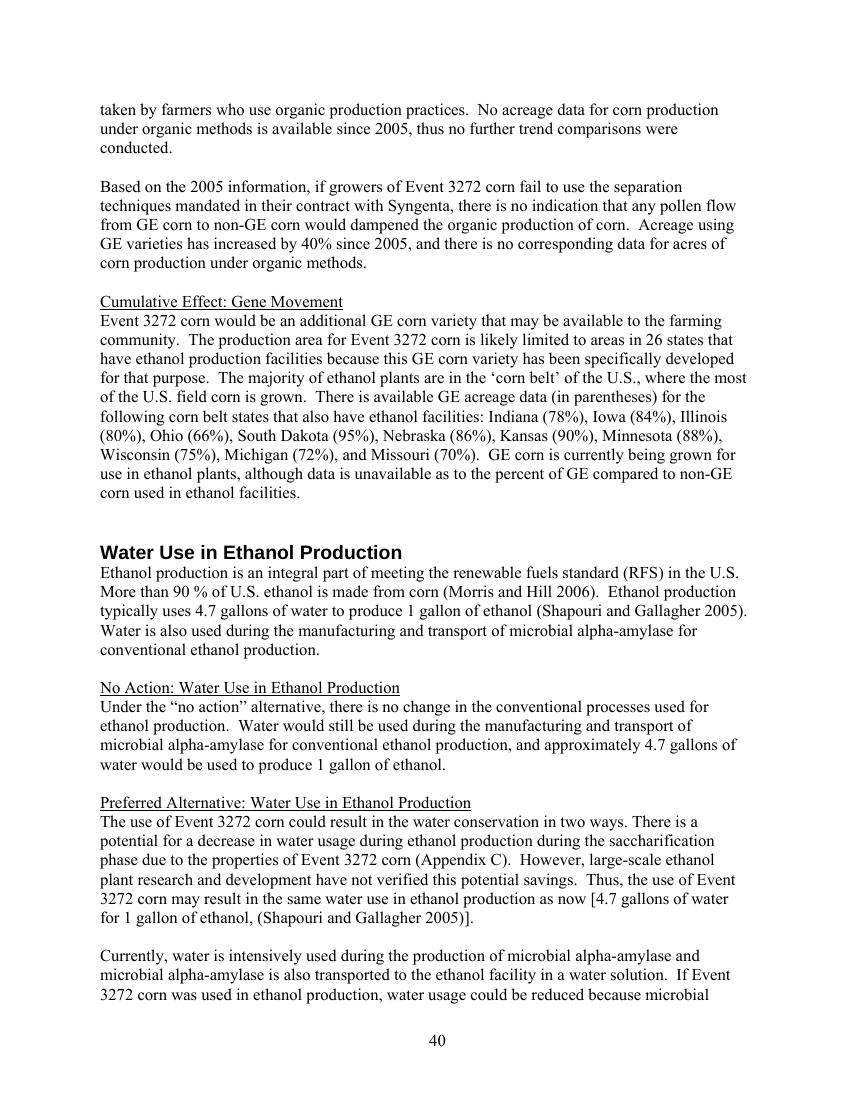 taken by farmers who use organic production practices.  No acreage data for corn production
under organic methods is available since 2005, thus no further trend comparisons were
conducted.
Based on the 2005 information, if growers of Event 3272 corn fail to use the separation
techniques mandated in their contract with Syngenta, there is no indication that any pollen flow
from GE corn to non-GE corn would dampened the organic production of corn.  Acreage using
GE varieties has increased by 40% since 2005, and there is no corresponding data for acres of
corn production under organic methods.
Cumulative Effect: Gene Movement
Event 3272 corn would be an additional GE corn variety that may be available to the farming
community.  The production area for Event 3272 corn is likely limited to areas in 26 states that
have ethanol production facilities because this GE corn variety has been specifically developed
for that purpose.  The majority of ethanol plants are in the ‘corn belt’ of the U.S., where the most
of the U.S. field corn is grown.  There is available GE acreage data (in parentheses) for the
following corn belt states that also have ethanol facilities: Indiana (78%), Iowa (84%), Illinois
(80%), Ohio (66%), South Dakota (95%), Nebraska (86%), Kansas (90%), Minnesota (88%),
Wisconsin (75%), Michigan (72%), and Missouri (70%).  GE corn is currently being grown for
use in ethanol plants, although data is unavailable as to the percent of GE compared to non-GE
corn used in ethanol facilities.
Water Use in Ethanol Production
Ethanol production is an integral part of meeting the renewable fuels standard (RFS) in the U.S.
More than 90 % of U.S. ethanol is made from corn (Morris and Hill 2006).  Ethanol production
typically uses 4.7 gallons of water to produce 1 gallon of ethanol (Shapouri and Gallagher 2005).
Water is also used during the manufacturing and transport of microbial alpha-amylase for
conventional ethanol production.
No Action: Water Use in Ethanol Production
Under the “no action” alternative, there is no change in the conventional processes used for
ethanol production.  Water would still be used during the manufacturing and transport of
microbial alpha-amylase for conventional ethanol production, and approximately 4.7 gallons of
water would be used to produce 1 gallon of ethanol.
Preferred Alternative: Water Use in Ethanol Production
The use of Event 3272 corn could result in the water conservation in two ways. There is a
potential for a decrease in water usage during ethanol production during the saccharification
phase due to the properties of Event 3272 corn (Appendix C).  However, large-scale ethanol
plant research and development have not verified this potential savings.  Thus, the use of Event
3272 corn may result in the same water use in ethanol production as now [4.7 gallons of water
for 1 gallon of ethanol, (Shapouri and Gallagher 2005)].
Currently, water is intensively used during the production of microbial alpha-amylase and
microbial alpha-amylase is also transported to the ethanol facility in a water solution.  If Event
3272 corn was used in ethanol production, water usage could be reduced because microbial
40